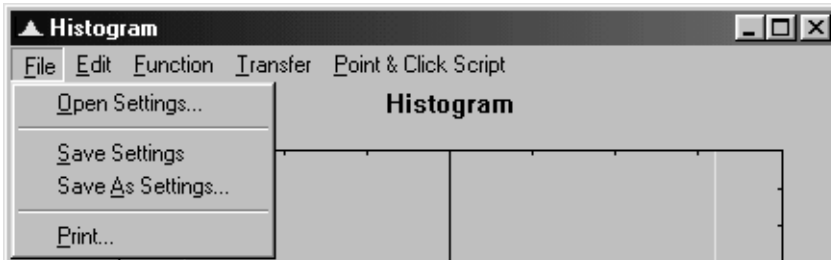 Histogram
File Edit Function Transfer Point & Click Script
Open Settings...
Histogram
Save Settings
Save As Settings...
Print...